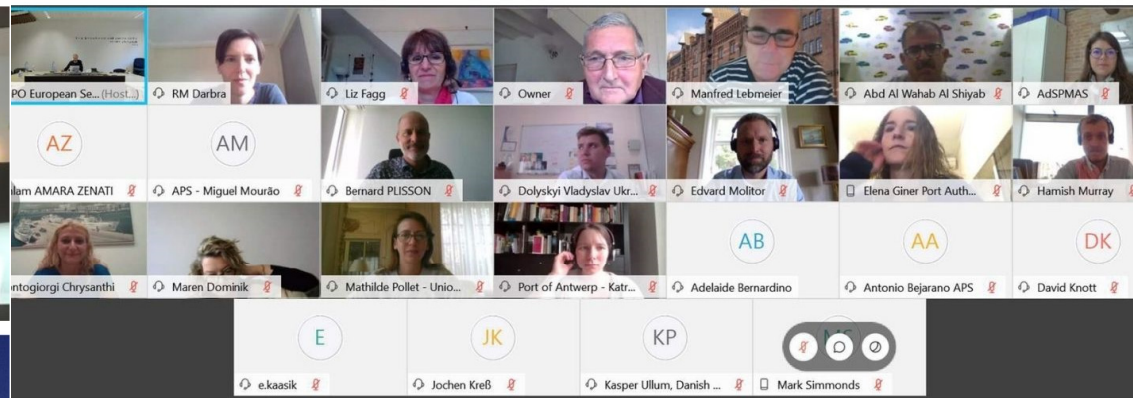 PO European Se... (Host...)
RM Darbra
Liz Fagg
Owner
Manfred Lebmeier
Abd Al Wahab Al Shiyab
AdSPMAS
AZ
lam AMARA ZENATI
AM
APS - Miguel Mourão
Bernard PLISSON
Dolyskyi Vladyslav Ukr...
Edvard Molitor
Elena Giner Port Auth...
Hamish Murray
ntogiorgi Chrysanthi
Maren Dominik
Mathilde Pollet - Unio...
Port of Antwerp - Katr...
AB
Adelaide Bernardino
AA
Antonio Bejarano APS
DK
David Knott
E
e.kaasik
JK
Jochen Kreß
KP
Kasper Ullum, Danish ...
MS
Mark Simmonds